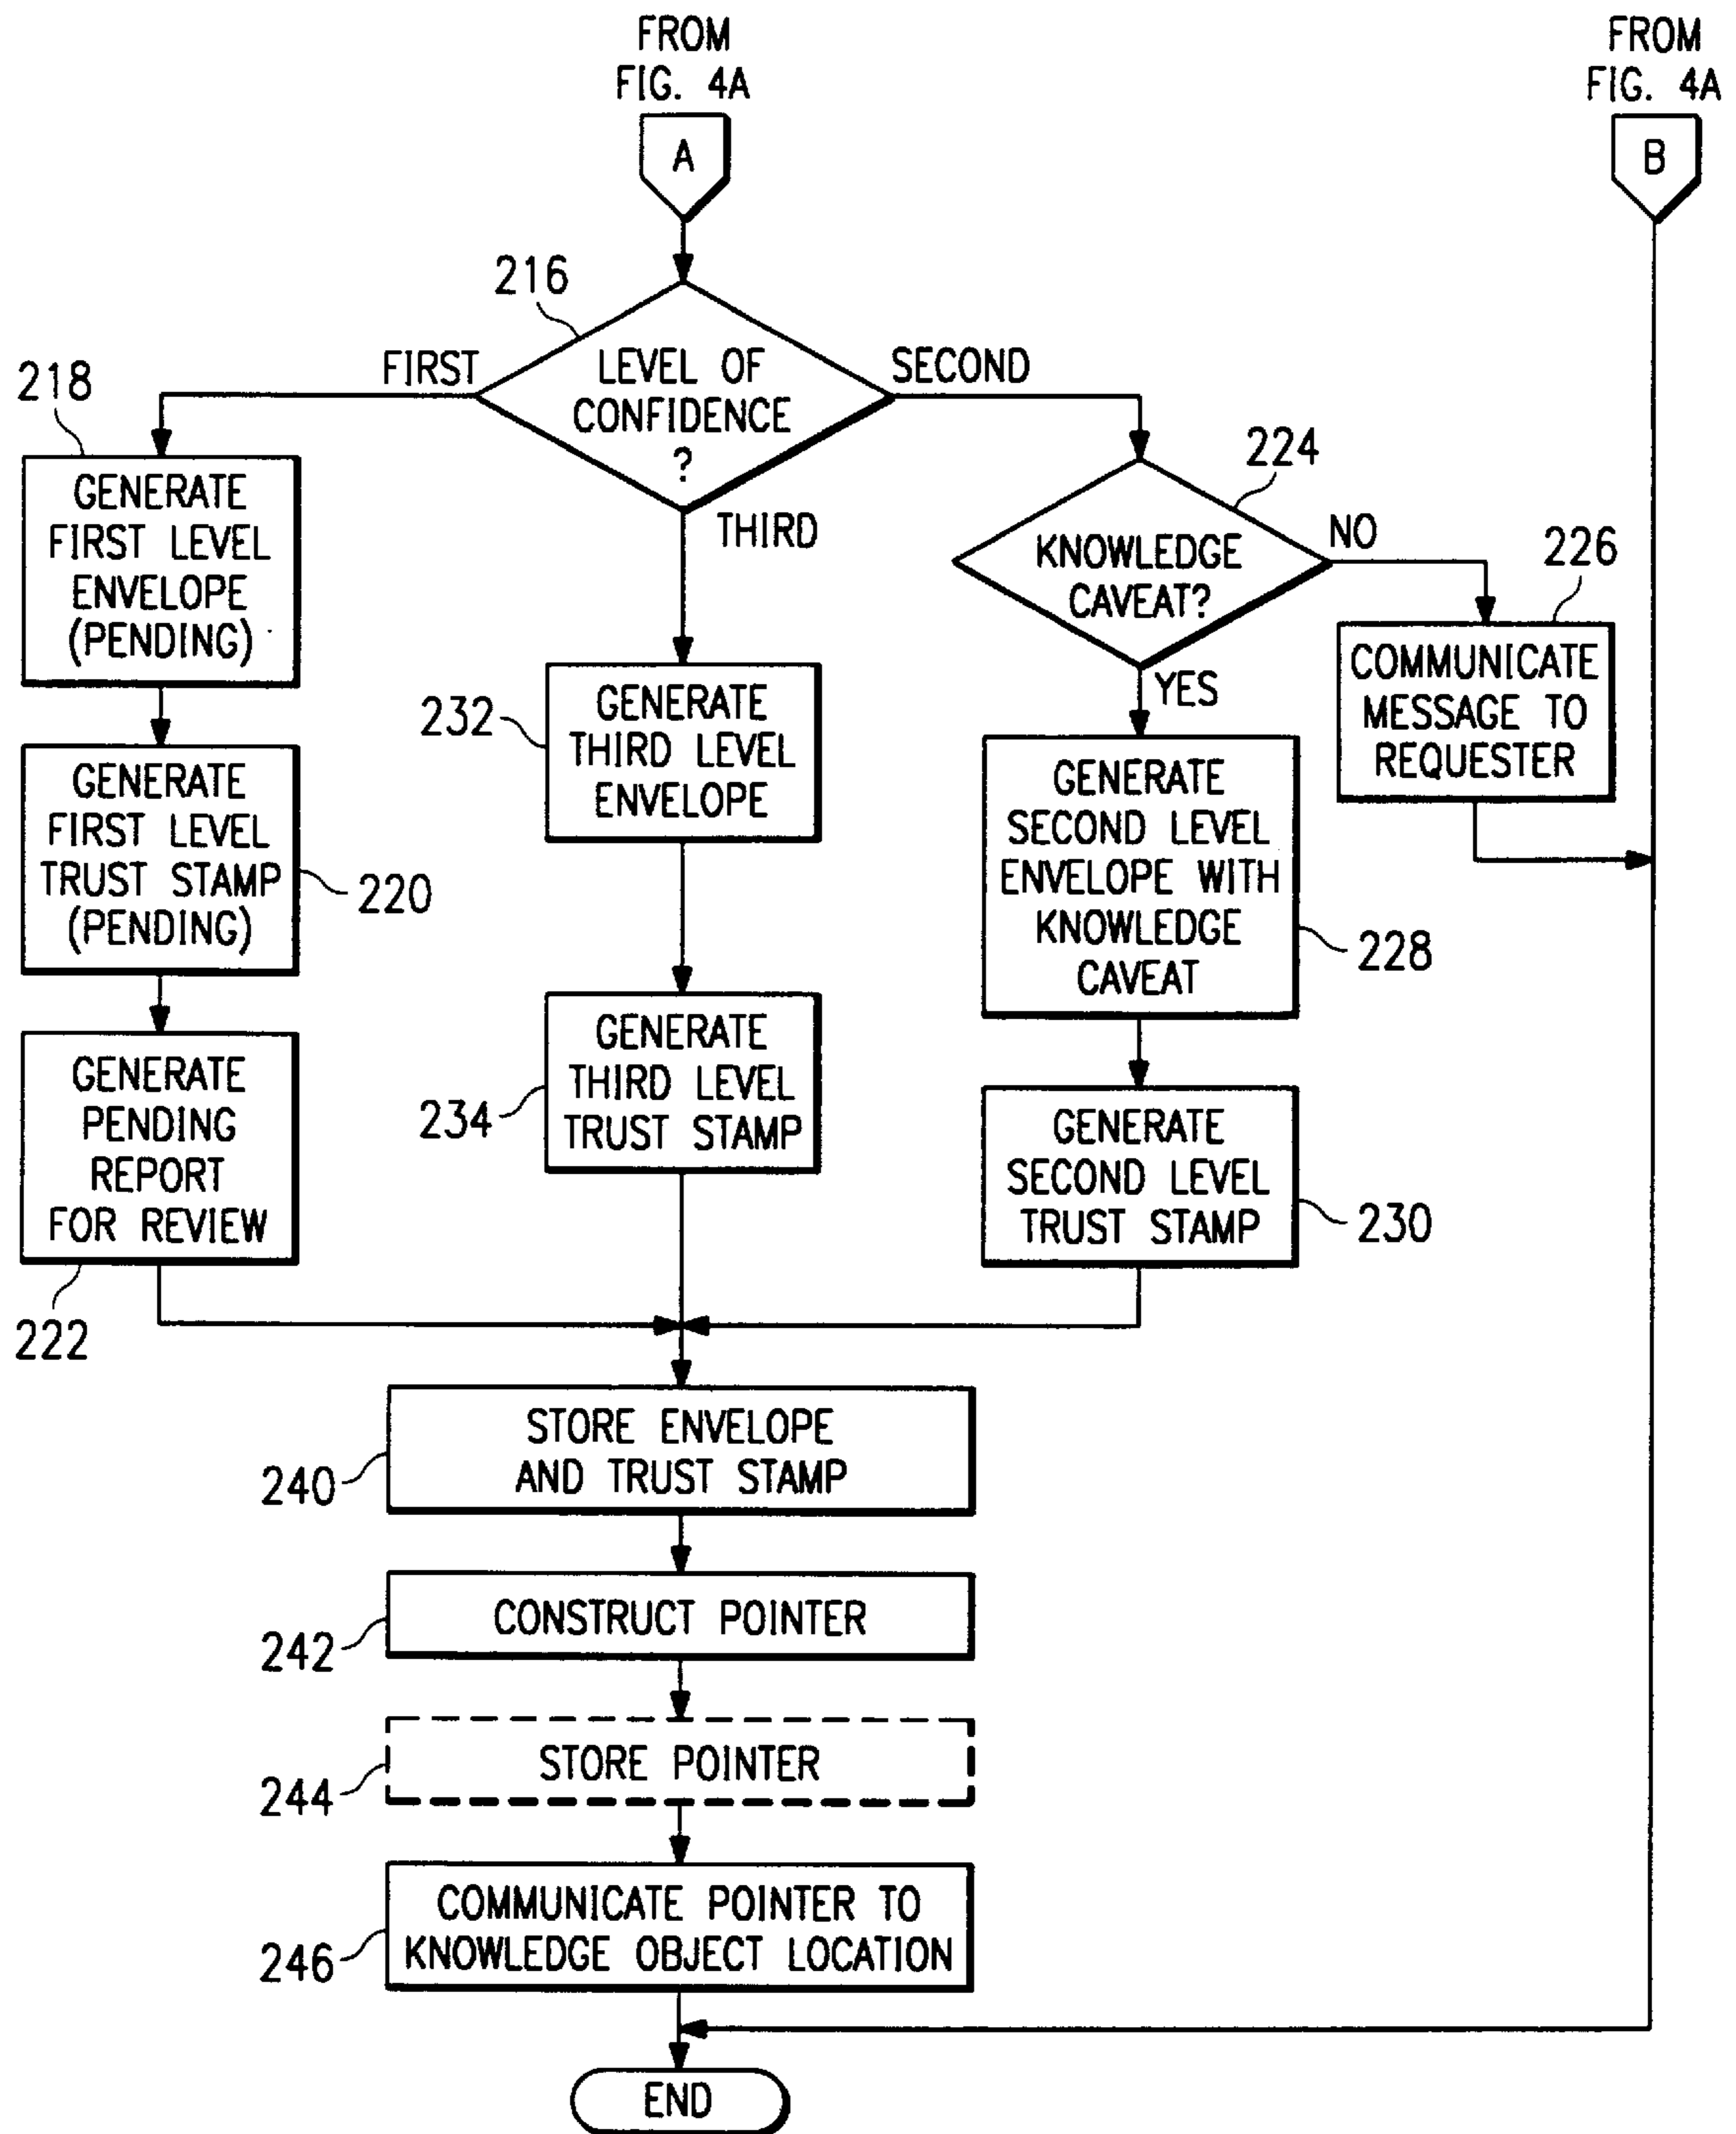 FROM
FIG. 4A
A
FROM
FIG. 4A
B
216
LEVEL OF
CONFIDENCE
?
FIRST
SECOND
THIRD
218
GENERATE
FIRST LEVEL
ENVELOPE
(PENDING)
GENERATE
FIRST LEVEL
TRUST STAMP
(PENDING)
220
GENERATE
PENDING
REPORT
FOR REVIEW
222
232
GENERATE
THIRD LEVEL
ENVELOPE
234
GENERATE
THIRD LEVEL
TRUST STAMP
224
KNOWLEDGE
CAVEAT?
NO
YES
226
COMMUNICATE
MESSAGE TO
REQUESTER
GENERATE
SECOND LEVEL
ENVELOPE WITH
KNOWLEDGE
CAVEAT
228
GENERATE
SECOND LEVEL
TRUST STAMP
230
STORE ENVELOPE
AND TRUST STAMP
240
CONSTRUCT POINTER
242
STORE POINTER
244
COMMUNICATE POINTER TO
KNOWLEDGE OBJECT LOCATION
246
END